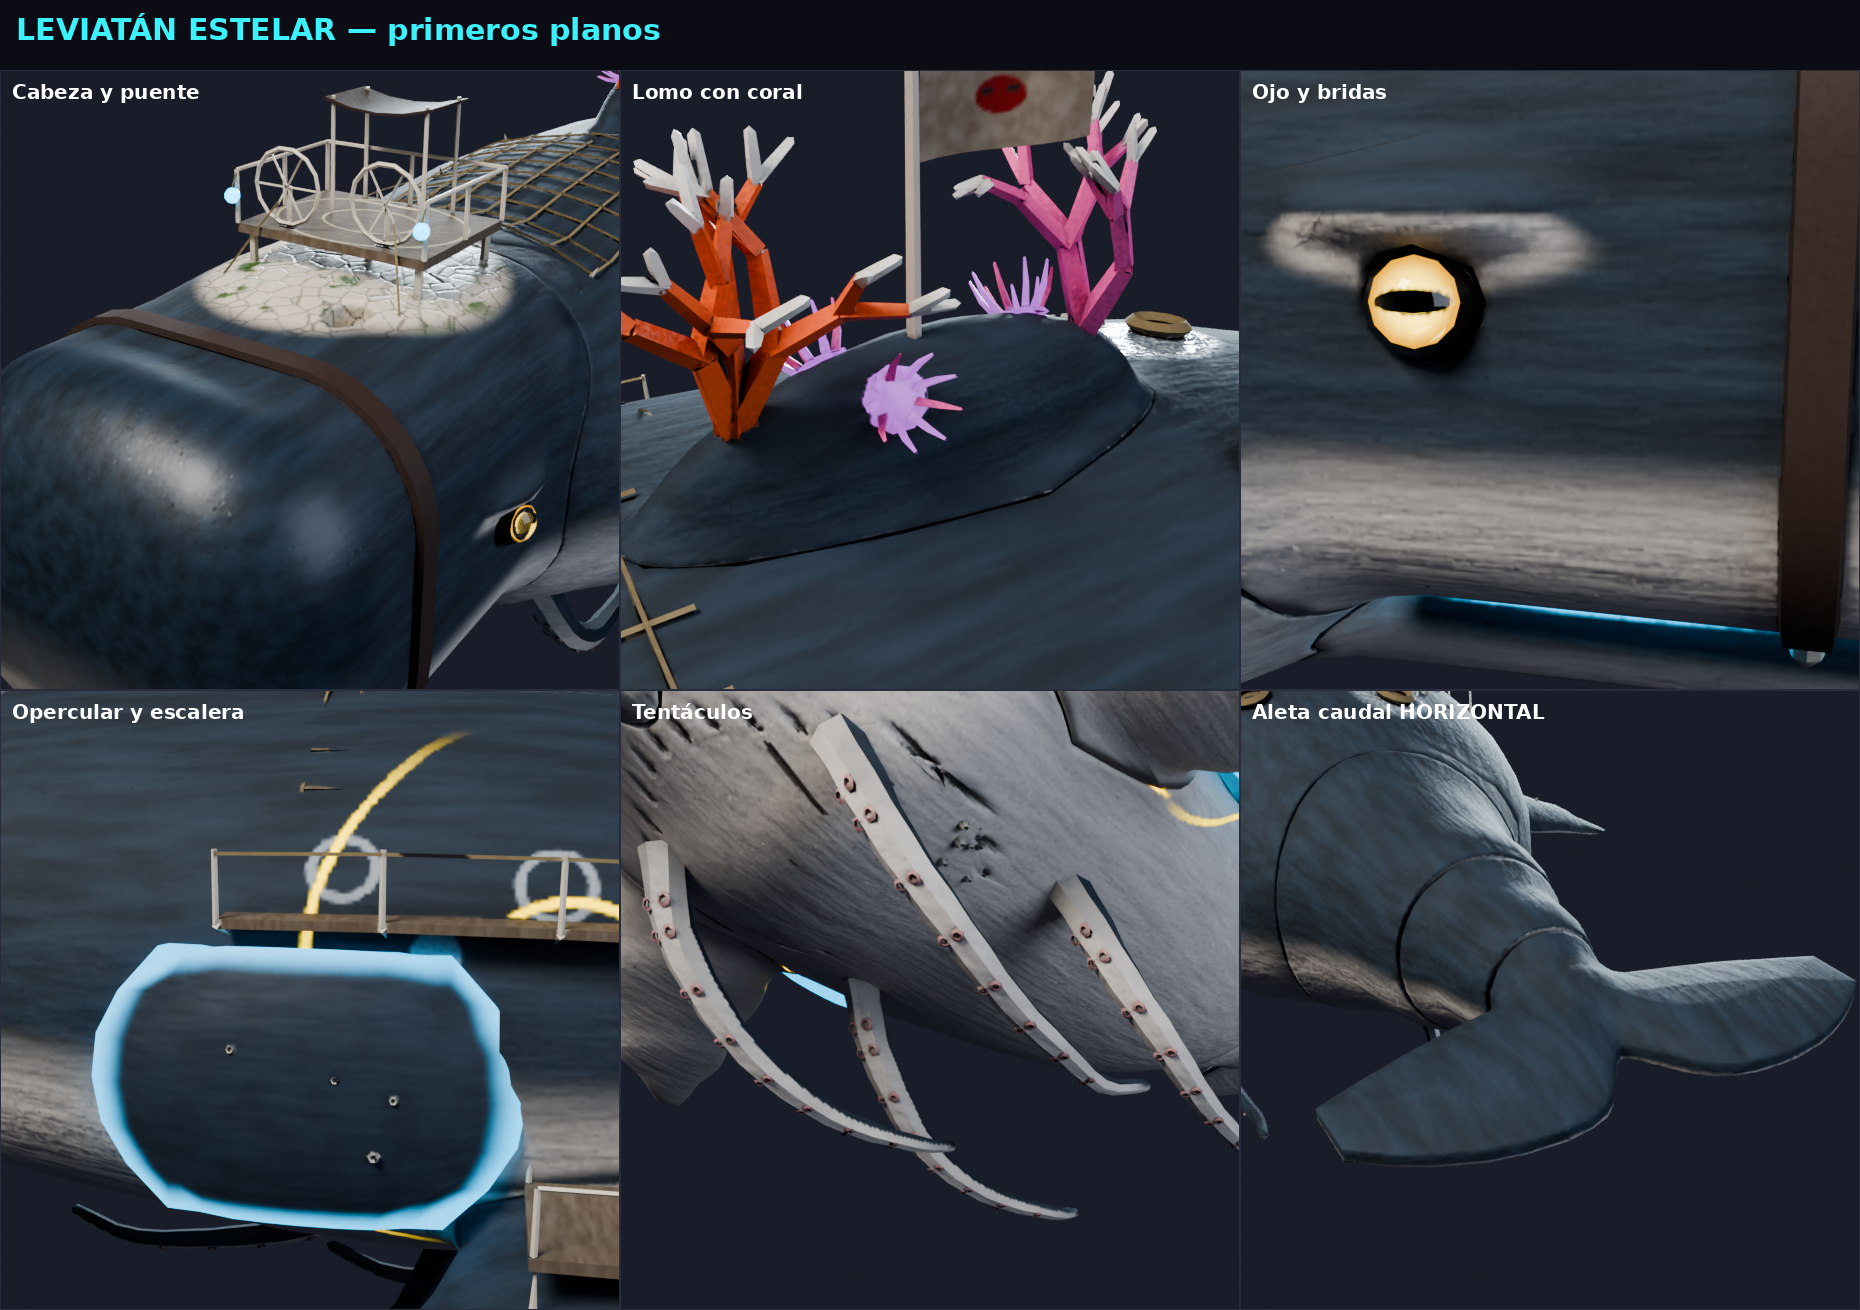 LEVIATÁN ESTELAR — primeros planos
Cabeza y puente
Lomo con coral
Ojo y bridas
Opercular y escalera
Tentáculos
Aleta caudal HORIZONTAL